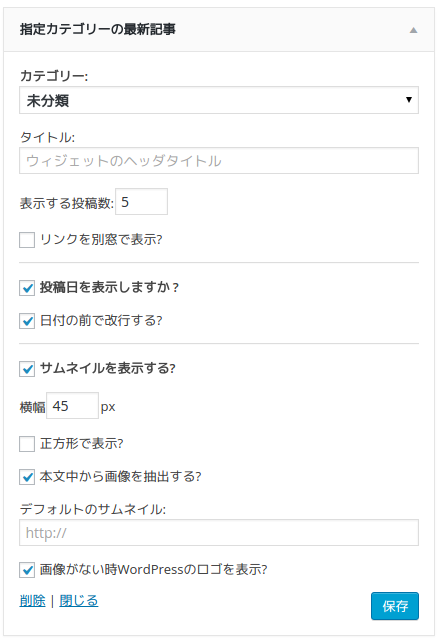 指定カテゴリーの最新記事
カテゴリー:
未分類
タイトル:
ウィジェットのヘッダタイトル
表示する投稿数: 5
リンクを別窓で表示?
投稿日を表示しますか ?
日付の前で改行する?
サムネイルを表示する?
横幅 45 px
正方形で表示?
本文中から画像を抽出する?
デフォルトのサムネイル:
http://
画像がない時WordPressのロゴを表示?
削除 | 閉じる 保存